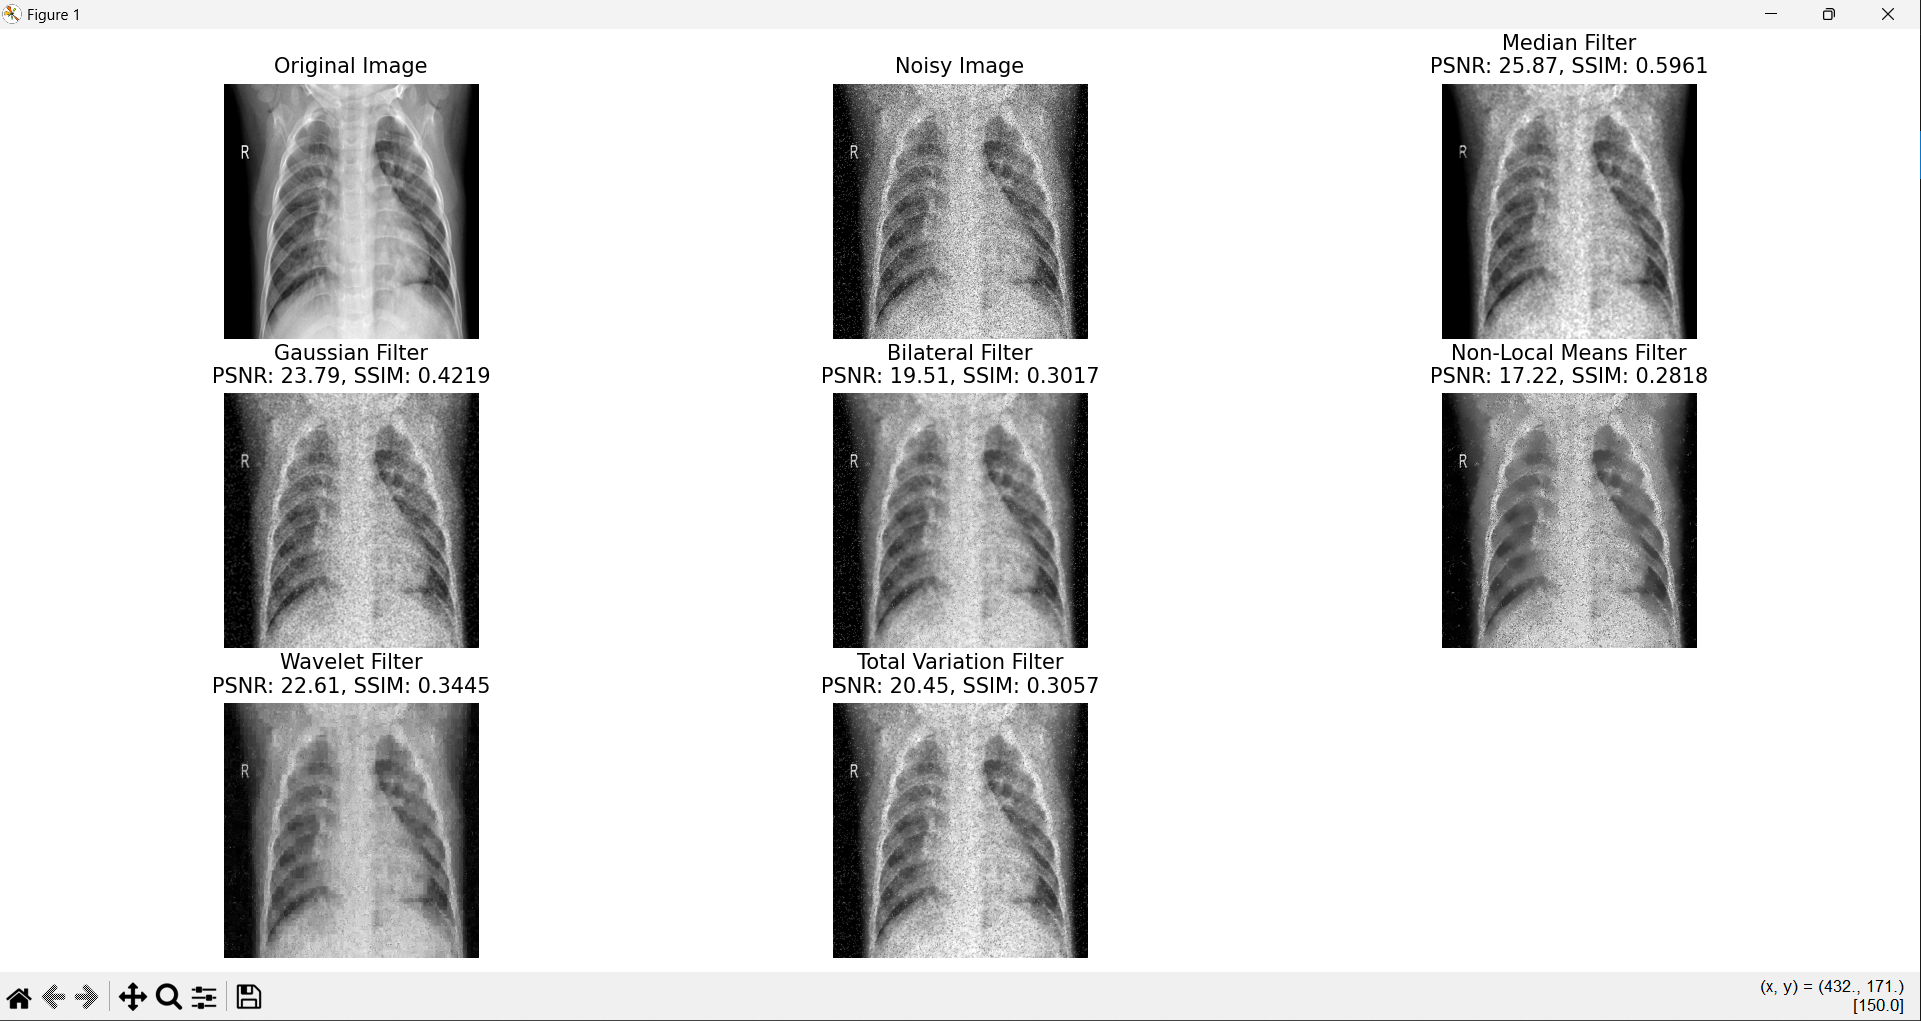 Figure 1
Original Image
Noisy Image
Median Filter
PSNR: 25.87, SSIM: 0.5961
R
R
R
Gaussian Filter
PSNR: 23.79, SSIM: 0.4219
Bilateral Filter
PSNR: 19.51, SSIM: 0.3017
Non-Local Means Filter
PSNR: 17.22, SSIM: 0.2818
R
R
R
Wavelet Filter
PSNR: 22.61, SSIM: 0.3445
Total Variation Filter
PSNR: 20.45, SSIM: 0.3057
R
R
(x, y) = (432., 171.)
[150.0]